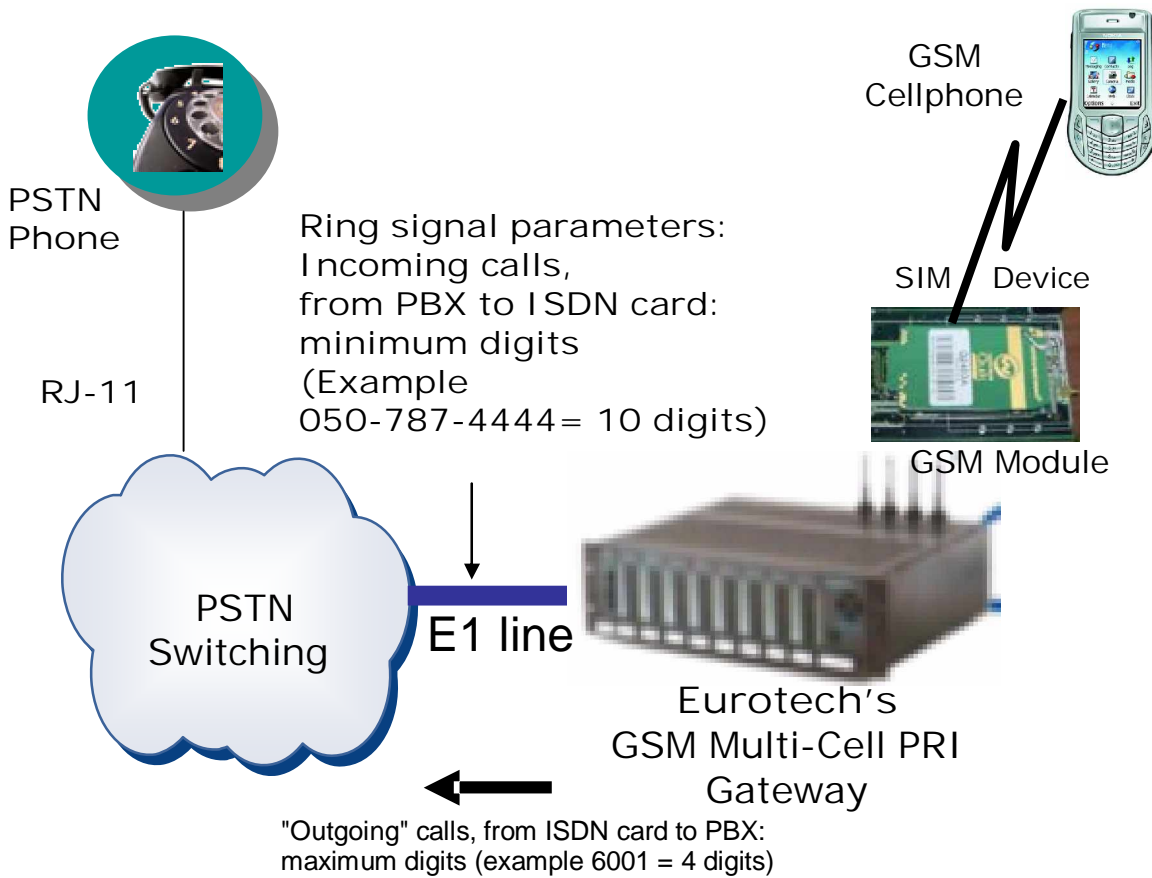 GSM
Cellphone
PSTN
Phone
Ring signal parameters:
Incoming calls,
from PBX to ISDN card:
minimum digits
(Example
050-787-4444= 10 digits)
SIM Device
RJ-11
GSM Module
PSTN
Switching
E1 line
Eurotech's
GSM Multi-Cell PRI
Gateway
"Outgoing" calls, from ISDN card to PBX:
maximum digits (example 6001 = 4 digits)